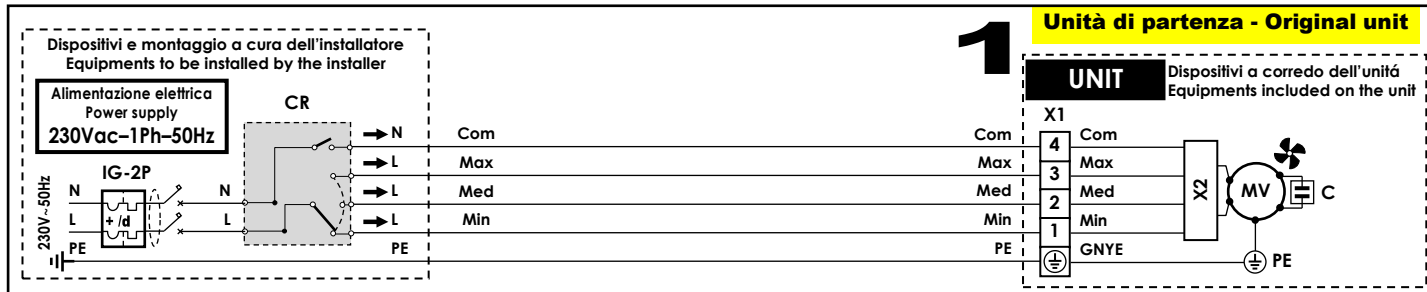 1
Unità di partenza - Original unit
Dispositivi e montaggio a cura dell'installatore
Equipments to be installed by the installer
Alimentazione elettrica
Power supply
230Vac–1Ph–50Hz
CR
IG-2P
230V~50Hz
N
L
PE
+ /d
N
L
N
L
L
L
PE
Com
Max
Med
Min
Com
Max
Med
Min
PE
UNIT
Dispositivi a corredo dell'unitá
Equipments included on the unit
X1
4
3
2
1
Com
Max
Med
Min
GNYE
X2
MV
C
PE